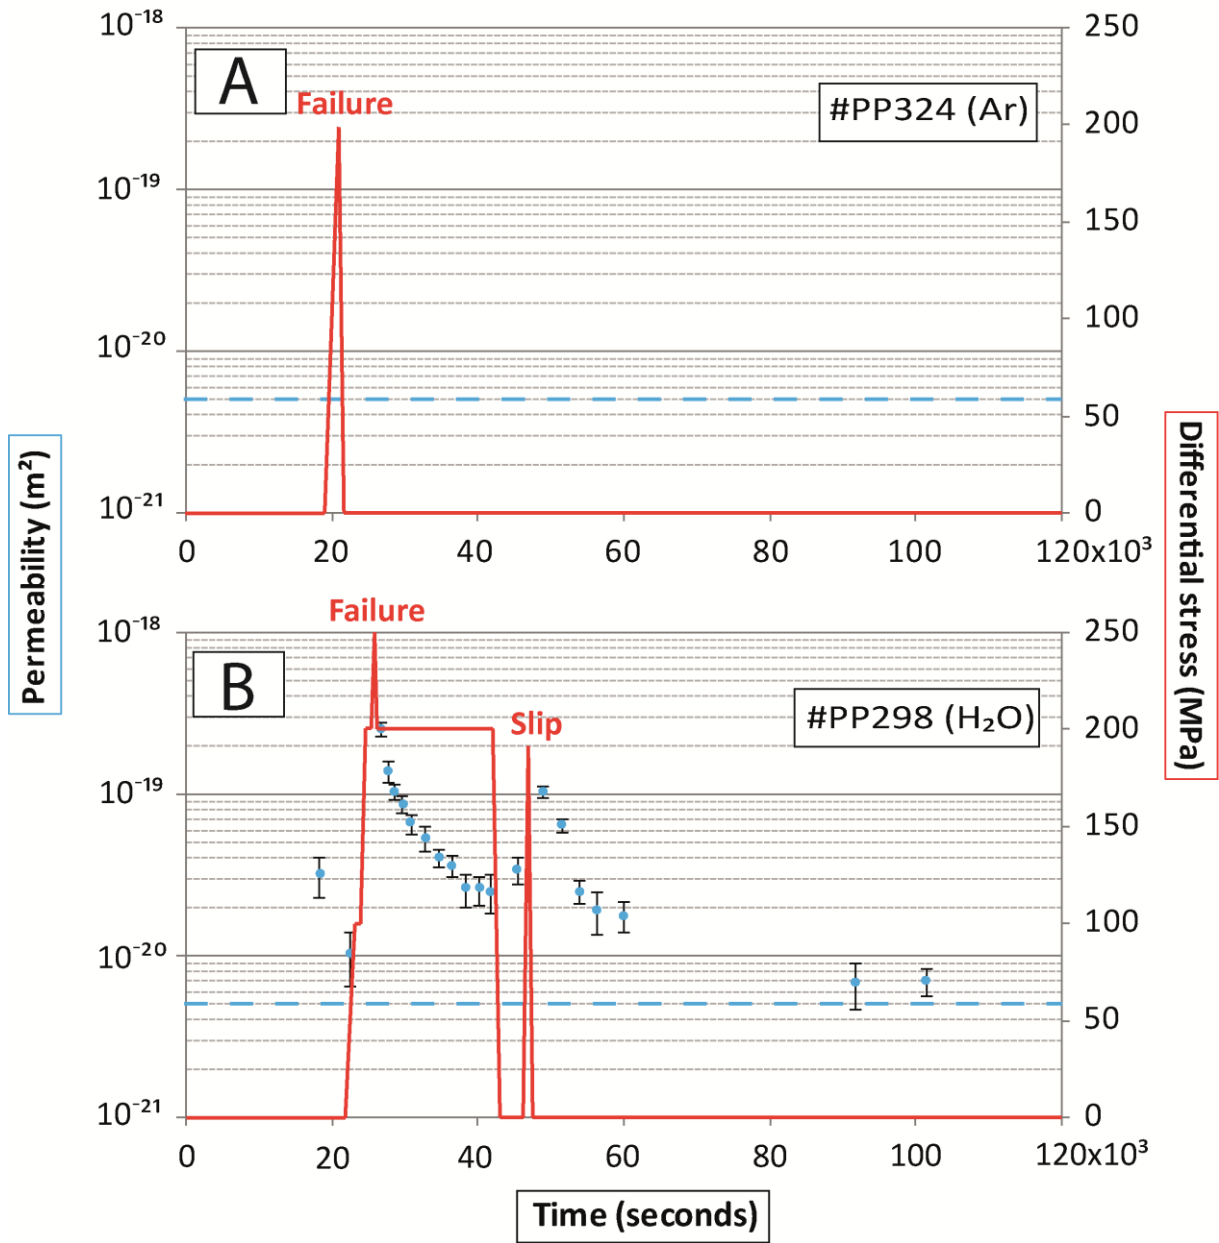 A
Failure
#PP324 (Ar)
10⁻¹⁸
10⁻¹⁹
10⁻²⁰
10⁻²¹
250
200
150
100
50
0
0 20 40 60 80 100 120x10³
Permeability (m²)
Differential stress (MPa)
Failure
B
Slip
#PP298 (H₂O)
10⁻¹⁸
10⁻¹⁹
10⁻²⁰
10⁻²¹
250
200
150
100
50
0
0 20 40 60 80 100 120x10³
Time (seconds)